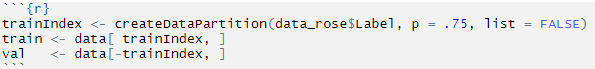 ```{r}
trainIndex <- createDataPartition(data_rose$Label, p = .75, list = FALSE)
train <- data[ trainIndex, ]
val   <- data[-trainIndex, ]
```